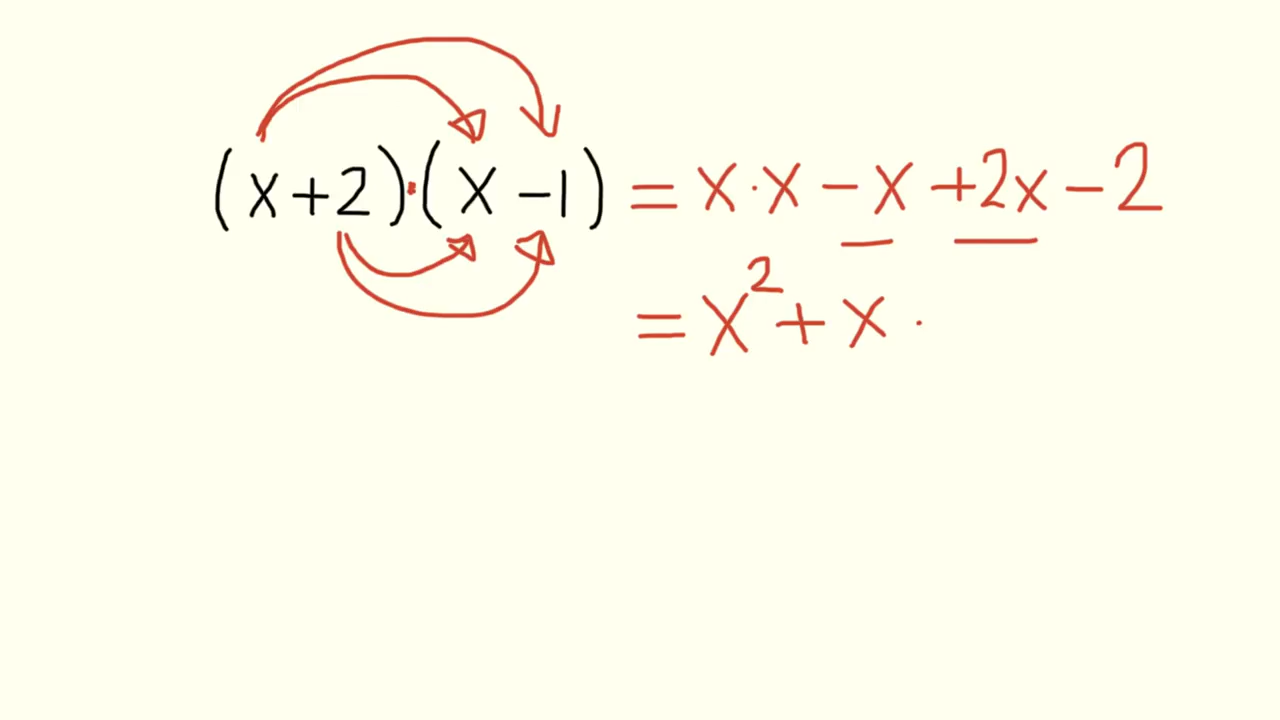 (x+2)·(x-1) = x·x - x + 2x - 2
= x² + x ·